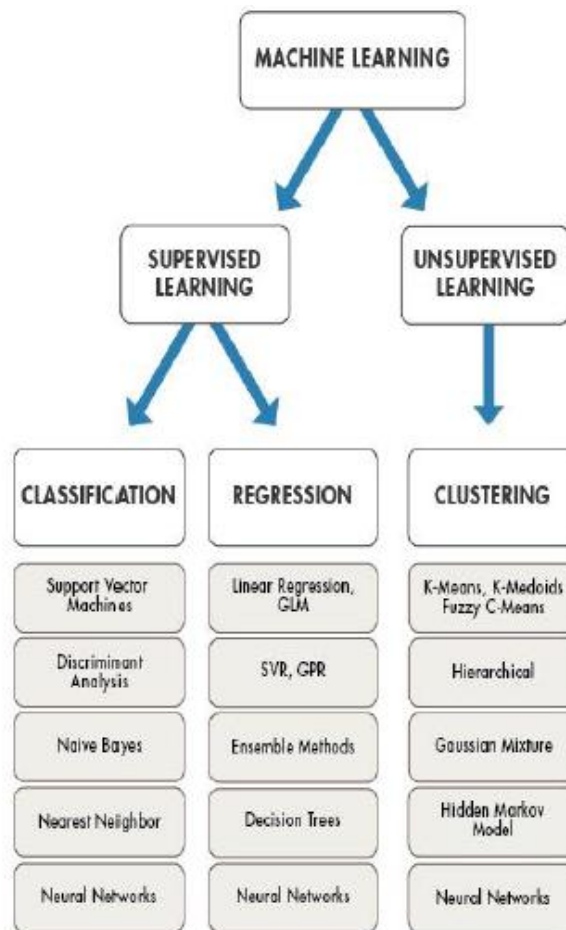 MACHINE LEARNING
SUPERVISED
LEARNING
UNSUPERVISED
LEARNING
CLASSIFICATION
Support Vector
Machines
Discriminant
Analysis
Naive Bayes
Nearest Neighbor
Neural Networks
REGRESSION
Linear Regression,
GLM
SVR, GPR
Ensemble Methods
Decision Trees
Neural Networks
CLUSTERING
K-Means, K-Medoids
Fuzzy C-Means
Hierarchical
Gaussian Mixture
Hidden Markov
Model
Neural Networks